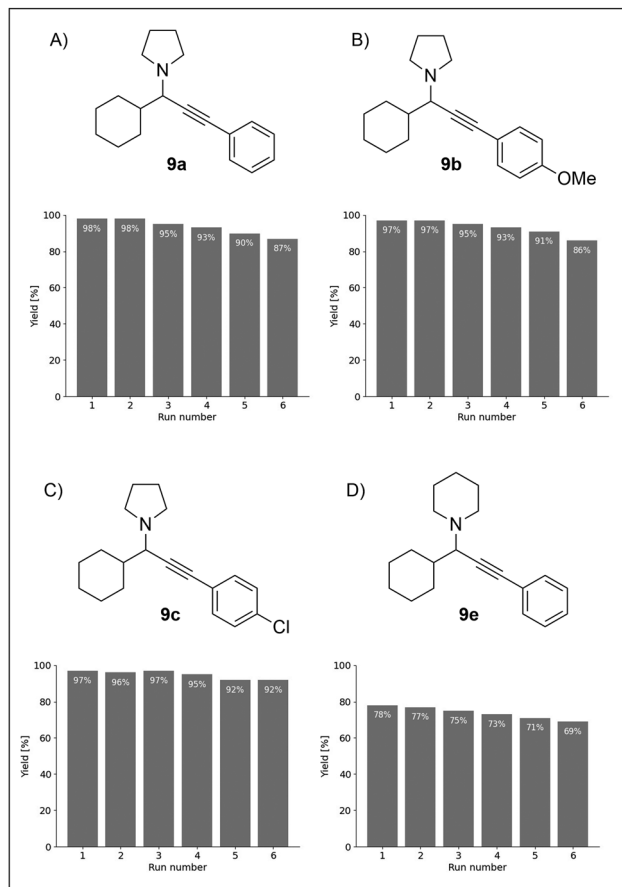 A)
N
9a
B)
N
OMe
9b
Yield [%]
100
80
60
40
20
0
98%
98%
95%
93%
90%
87%
1 2 3 4 5 6
Run number
Yield [%]
100
80
60
40
20
0
97%
97%
95%
93%
91%
86%
1 2 3 4 5 6
Run number
C)
N
Cl
9c
D)
N
9e
Yield [%]
100
80
60
40
20
0
97%
96%
97%
95%
92%
92%
1 2 3 4 5 6
Run number
Yield [%]
100
80
60
40
20
0
78%
77%
75%
73%
71%
69%
1 2 3 4 5 6
Run number